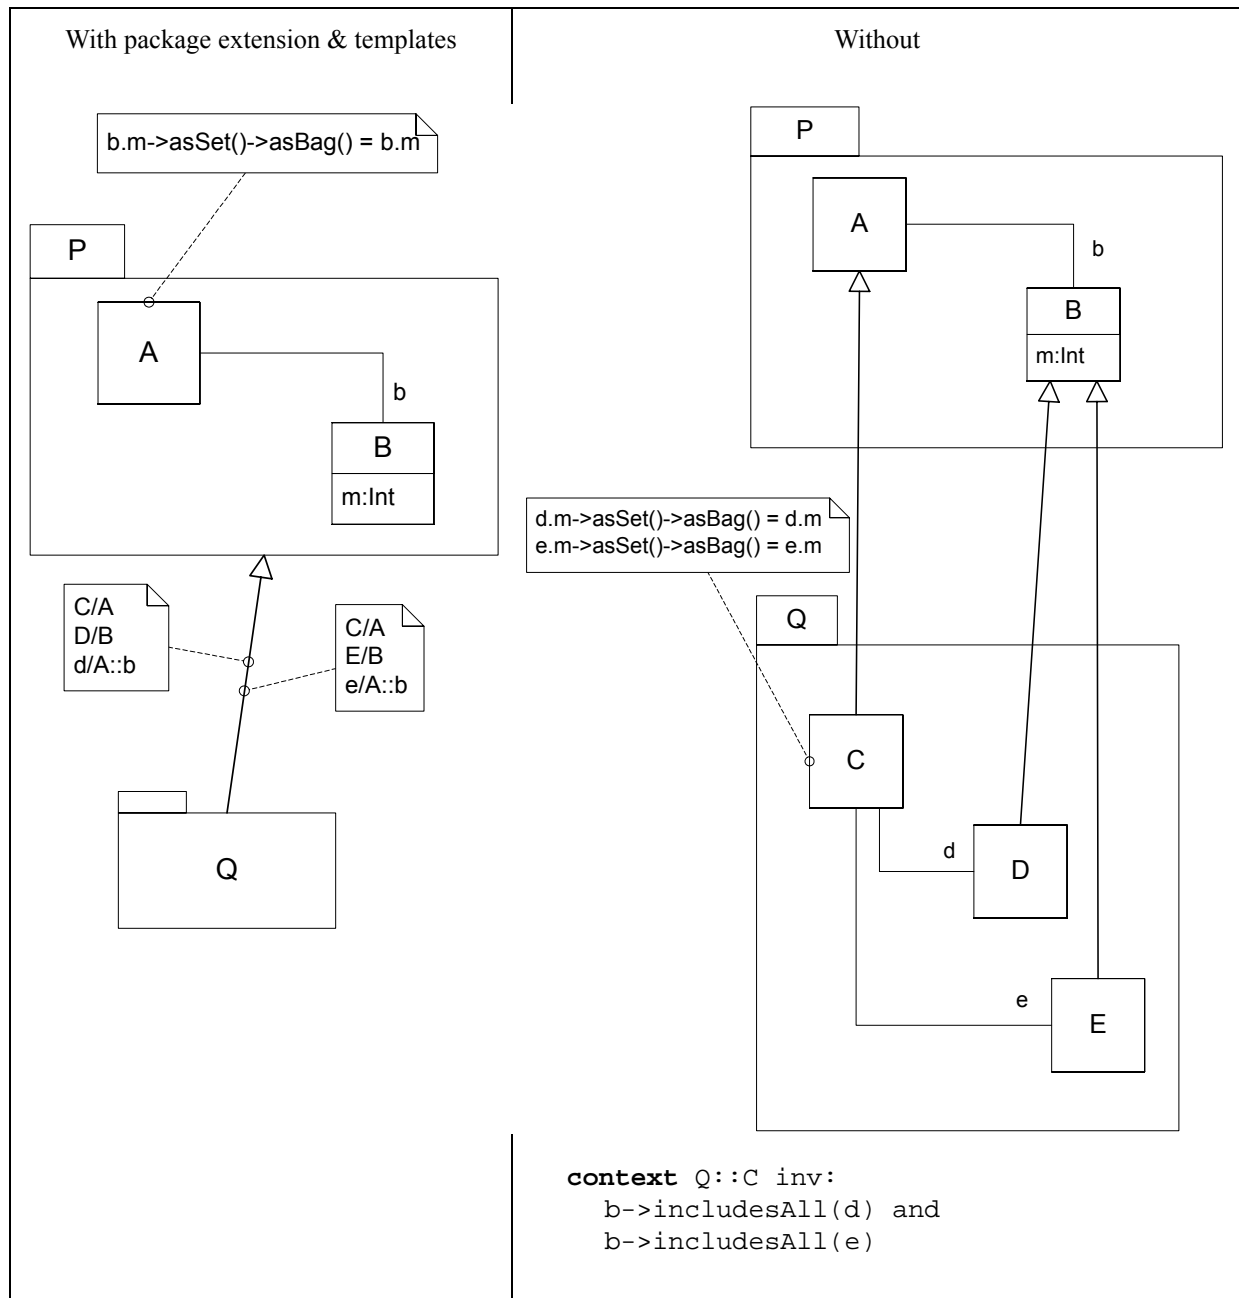 With package extension & templates
b.m->asSet()->asBag() = b.m
P
A
b
B
m:Int
C/A
D/B
d/A::b
C/A
E/B
e/A::b
Q
Without
P
A
b
B
m:Int
d.m->asSet()->asBag() = d.m
e.m->asSet()->asBag() = e.m
Q
C
d
D
e
E
context Q::C inv:
b->includesAll(d) and
b->includesAll(e)